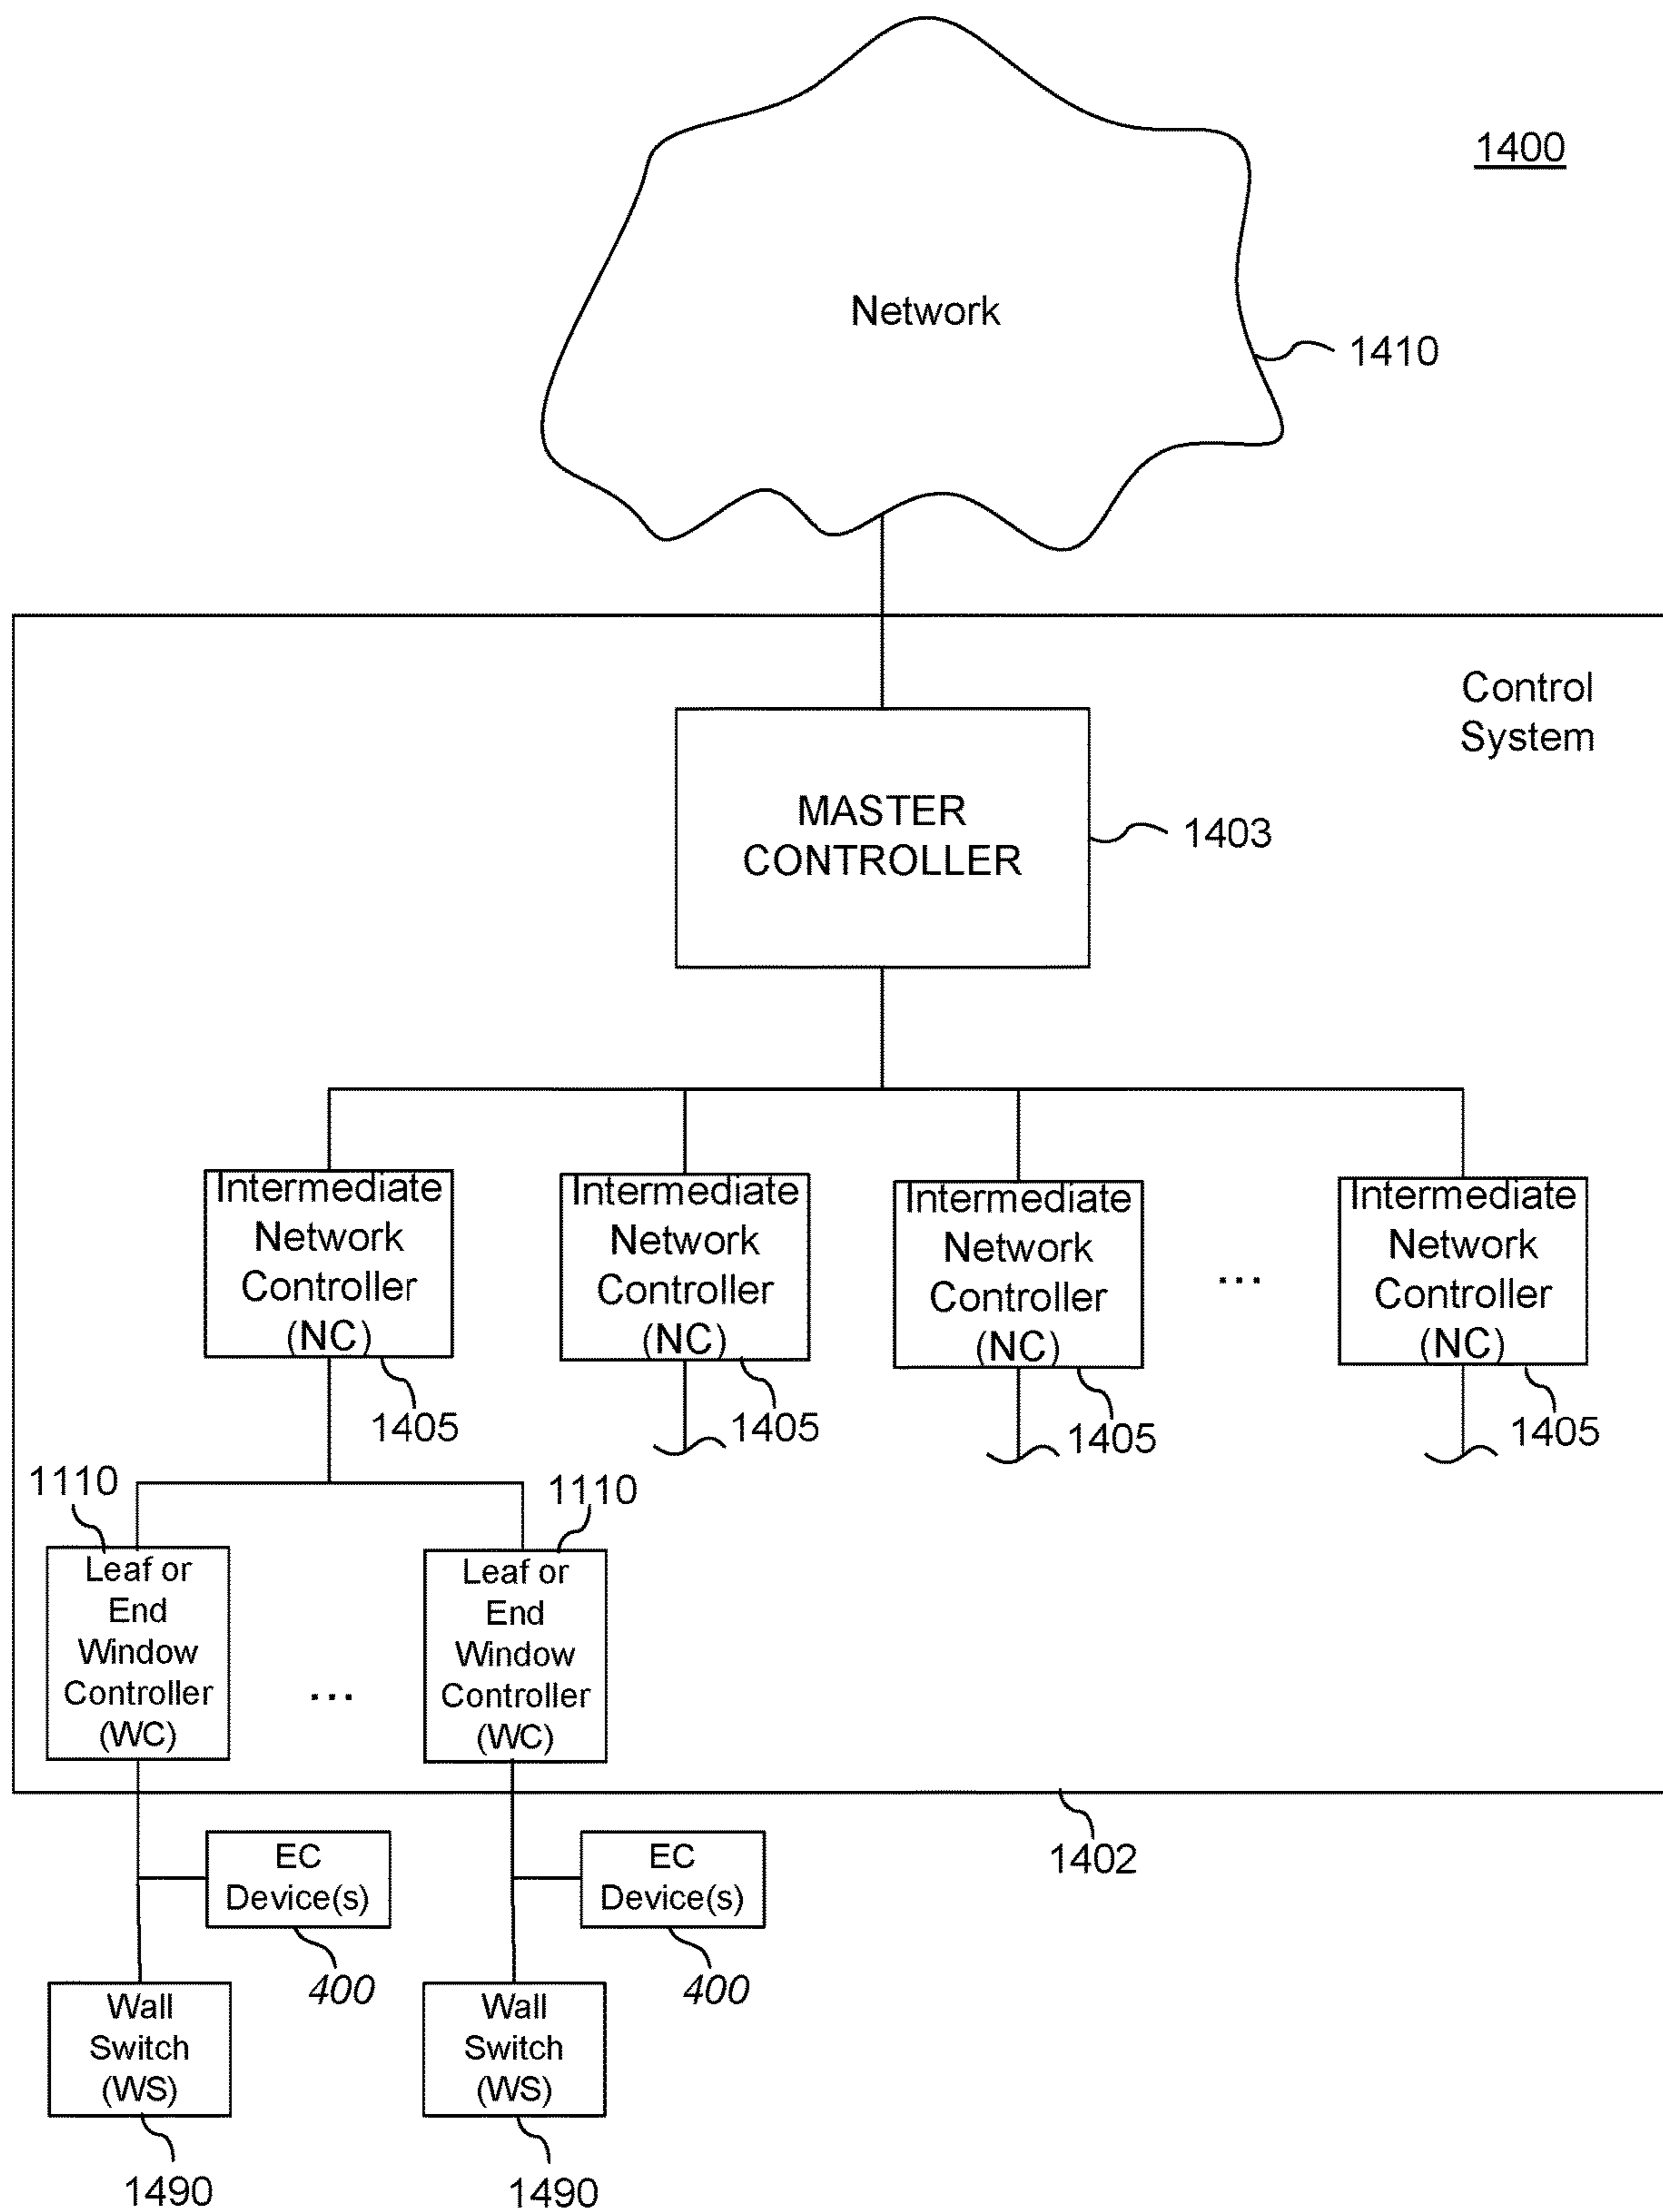 1400
Network
1410
Control
System
MASTER
CONTROLLER
1403
Intermediate
Network
Controller
(NC)
1405
Intermediate
Network
Controller
(NC)
1405
Intermediate
Network
Controller
(NC)
1405
...
Intermediate
Network
Controller
(NC)
1405
1110
Leaf or
End
Window
Controller
(WC)
...
1110
Leaf or
End
Window
Controller
(WC)
1402
EC
Device(s)
400
EC
Device(s)
400
Wall
Switch
(WS)
1490
Wall
Switch
(WS)
1490